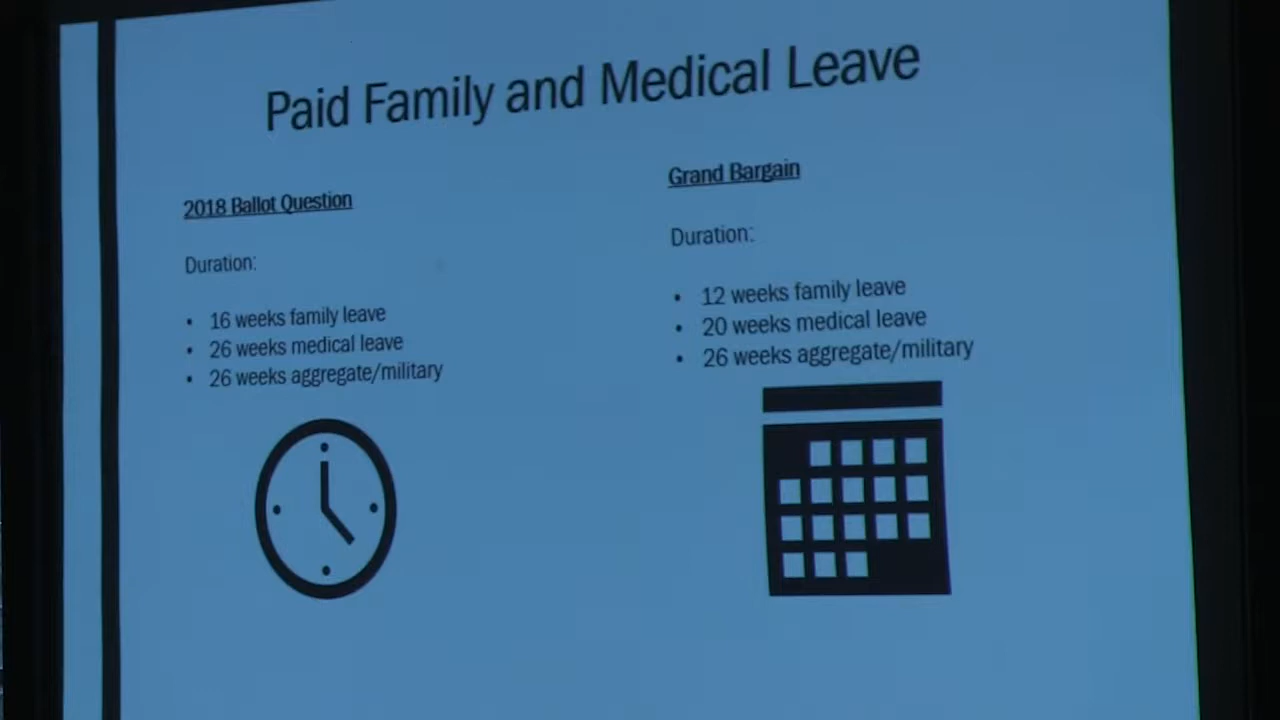 Paid Family and Medical Leave
2018 Ballot Question
Duration:
• 16 weeks family leave
• 26 weeks medical leave
• 26 weeks aggregate/military
Grand Bargain
Duration:
• 12 weeks family leave
• 20 weeks medical leave
• 26 weeks aggregate/military